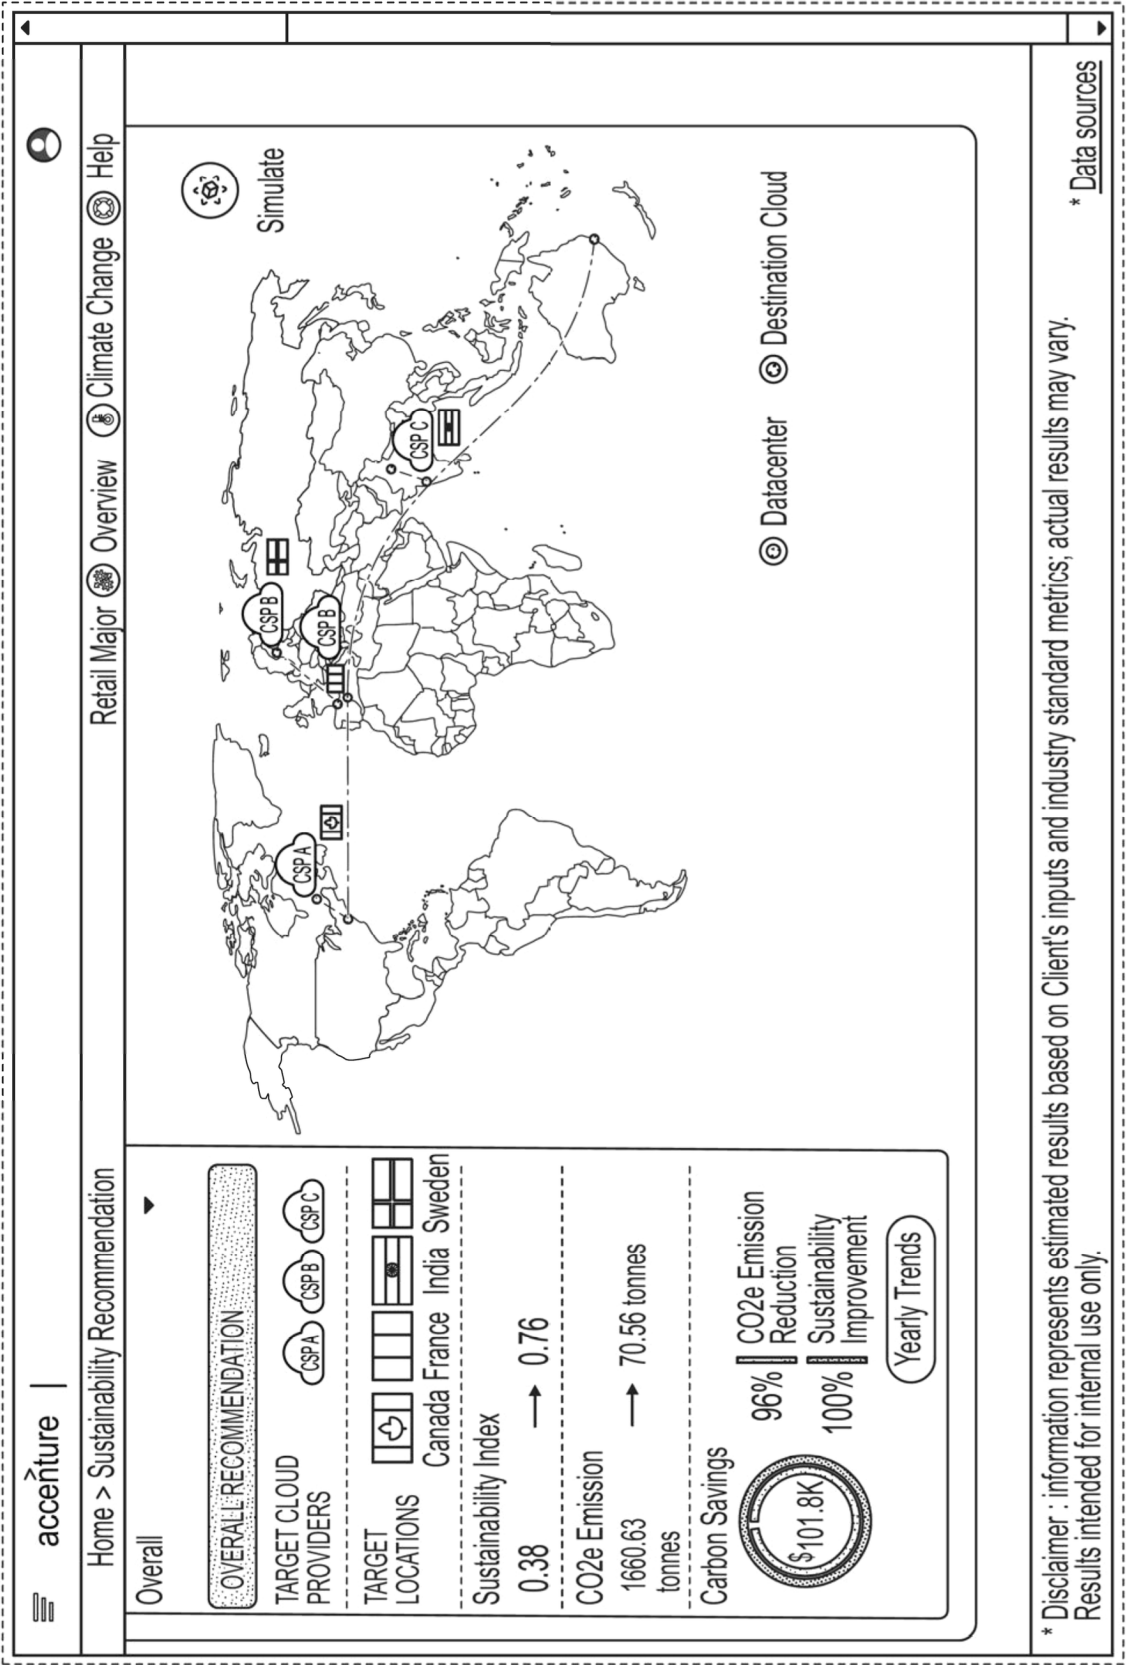 accenture
Home > Sustainability Recommendation
Retail Major
Overview
Climate Change
Help
Overall
OVERALL RECOMMENDATION
TARGET CLOUD
PROVIDERS
CSP A
CSP B
CSP C
TARGET
LOCATIONS
Canada
France
India
Sweden
Sustainability Index
0.38 → 0.76
CO2e Emission
1660.63
tonnes
→ 70.56 tonnes
Carbon Savings
$101.8K
96%
CO2e Emission
Reduction
100%
Sustainability
Improvement
Yearly Trends
Simulate
CSP A
CSP B
CSP B
CSP C
Datacenter
Destination Cloud
* Disclaimer : information represents estimated results based on Client's inputs and industry standard metrics; actual results may vary.
Results intended for internal use only.
* Data sources